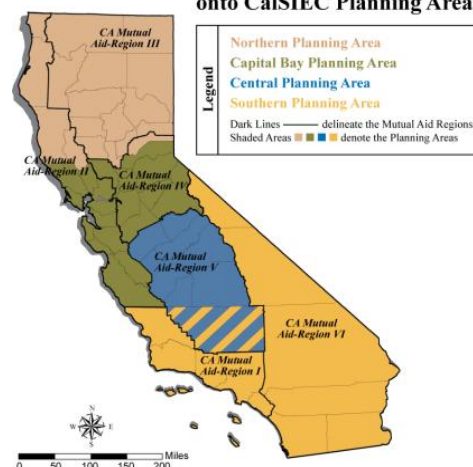 onto CalSIEC Planning Areas
Legend
Northern Planning Area
Capital Bay Planning Area
Central Planning Area
Southern Planning Area
Dark Lines delineate the Mutual Aid Regions
Shaded Areas denote the Planning Areas
CA Mutual
Aid-Region III
CA Mutual
Aid-Region II
CA Mutual
Aid-Region IV
CA Mutual
Aid-Region V
CA Mutual
Aid-Region VI
CA Mutual
Aid-Region I
N
W E
S
Miles
0 50 100 150 200